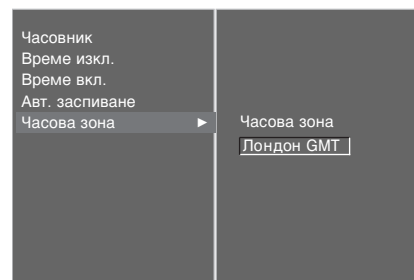 Часовник
Време изкл.
Време вкл.
Авт. заспиване
Часова зона ►
Часова зона
Лондон GMT